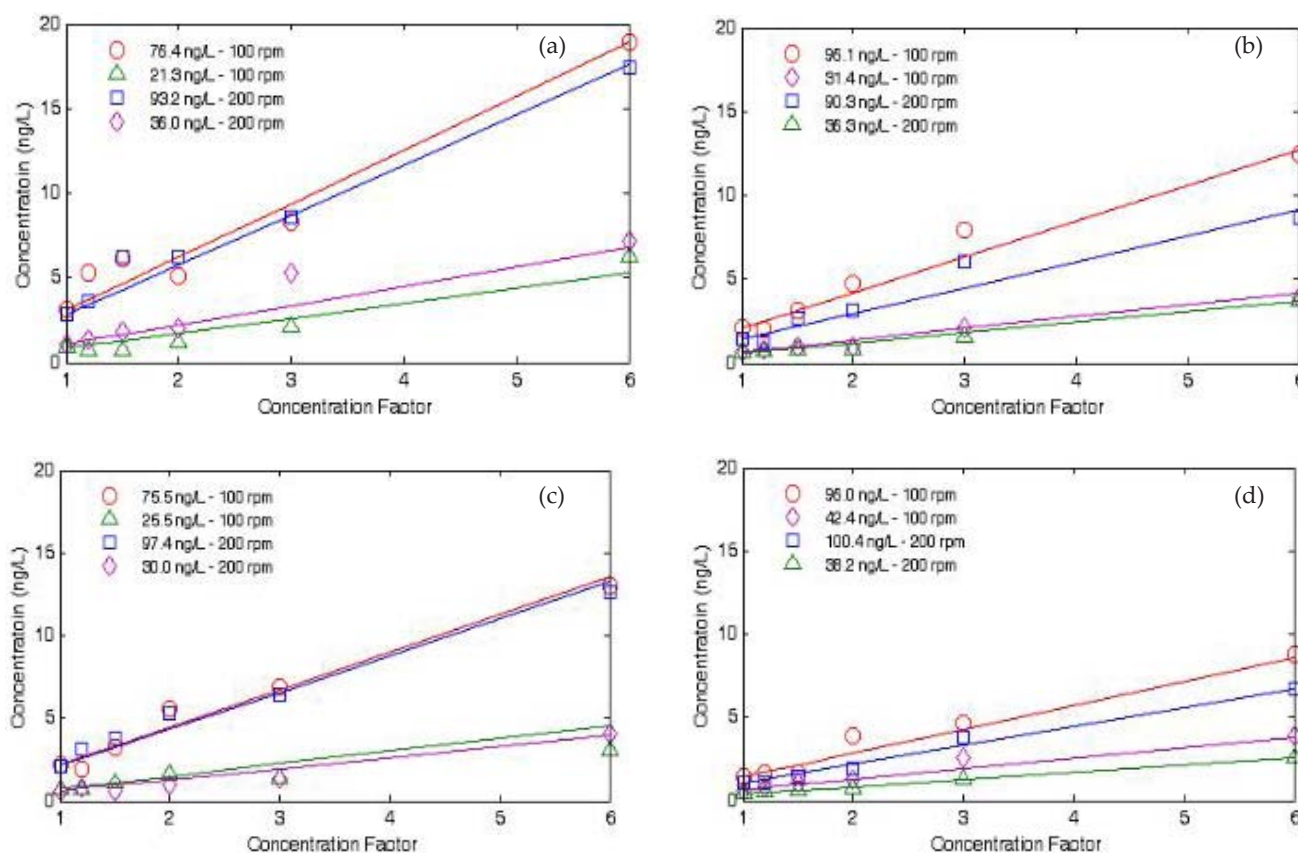 (a)
76.4 ng/L - 100 rpm
21.3 ng/L - 100 rpm
93.2 ng/L - 200 rpm
36.0 ng/L - 200 rpm
Concentratoin (ng/L)
20
15
10
5
0
1
2
3
4
5
6
Concentration Faptor
(b)
96.1 ng/L - 100 rpm
31.4 ng/L - 100 rpm
90.3 ng/L - 200 rpm
36.3 ng/L - 200 rpm
Concentratoin (ng/L)
20
15
10
5
0
1
2
3
4
5
6
Concentration Faptor
(c)
75.5 ng/L - 100 rpm
25.5 ng/L - 100 rpm
97.4 ng/L - 200 rpm
30.0 ng/L - 200 rpm
Concentratoin (ng/L)
20
15
10
5
0
1
2
3
4
5
6
Concentration Faptor
(d)
96.0 ng/L - 100 rpm
42.4 ng/L - 100 rpm
100.4 ng/L - 200 rpm
38.2 ng/L - 200 rpm
Concentratoin (ng/L)
20
15
10
5
0
1
2
3
4
5
6
Concentration Faptor